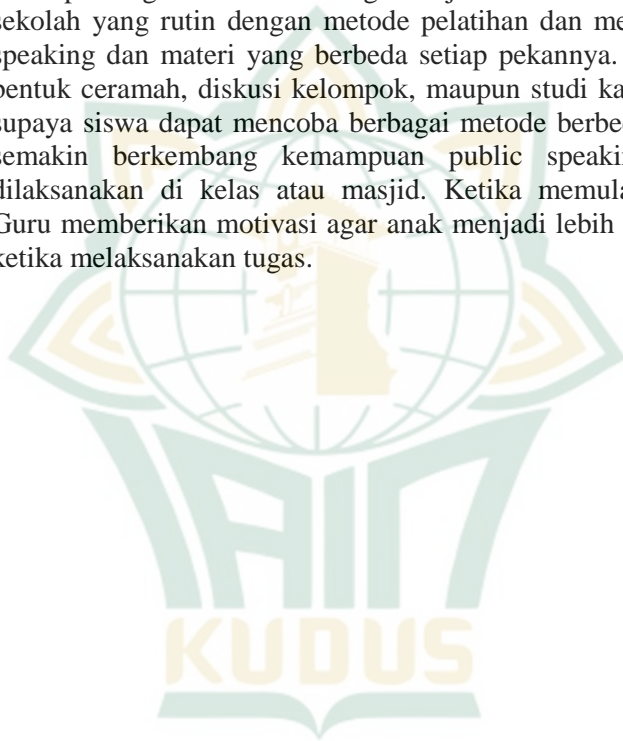 sekolah yang rutin dengan metode pelatihan dan me
speaking dan materi yang berbeda setiap pekannya.
bentuk ceramah, diskusi kelompok, maupun studi ka
supaya siswa dapat mencoba berbagai metode berbe
semakin berkembang kemampuan public speaki
dilaksanakan di kelas atau masjid. Ketika memula
Guru memberikan motivasi agar anak menjadi lebih
ketika melaksanakan tugas.
IAIN
KUDUS